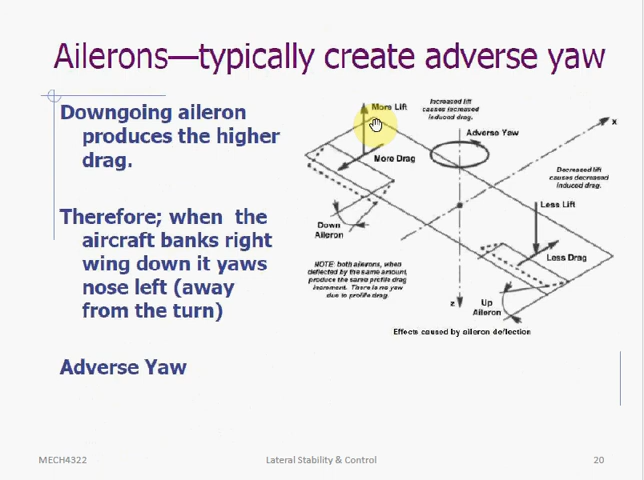 Ailerons—typically create adverse yaw
Downgoing aileron
produces the higher
drag.
Therefore; when the
aircraft banks right
wing down it yaws
nose left (away
from the turn)
Adverse Yaw
More Lift
Increased lift
causes increased
induced drag.
Adverse Yaw
x
More Drag
Decreased lift
causes decreased
induced drag.
Less Lift
Down
Aileron
Less Drag
NOTE: both ailerons, when
deflected by the same amount,
produce the same profile drag
increment. There is no yaw
due to profile drag.
z
Up
Aileron
Effects caused by aileron deflection
MECH4322
Lateral Stability & Control
20